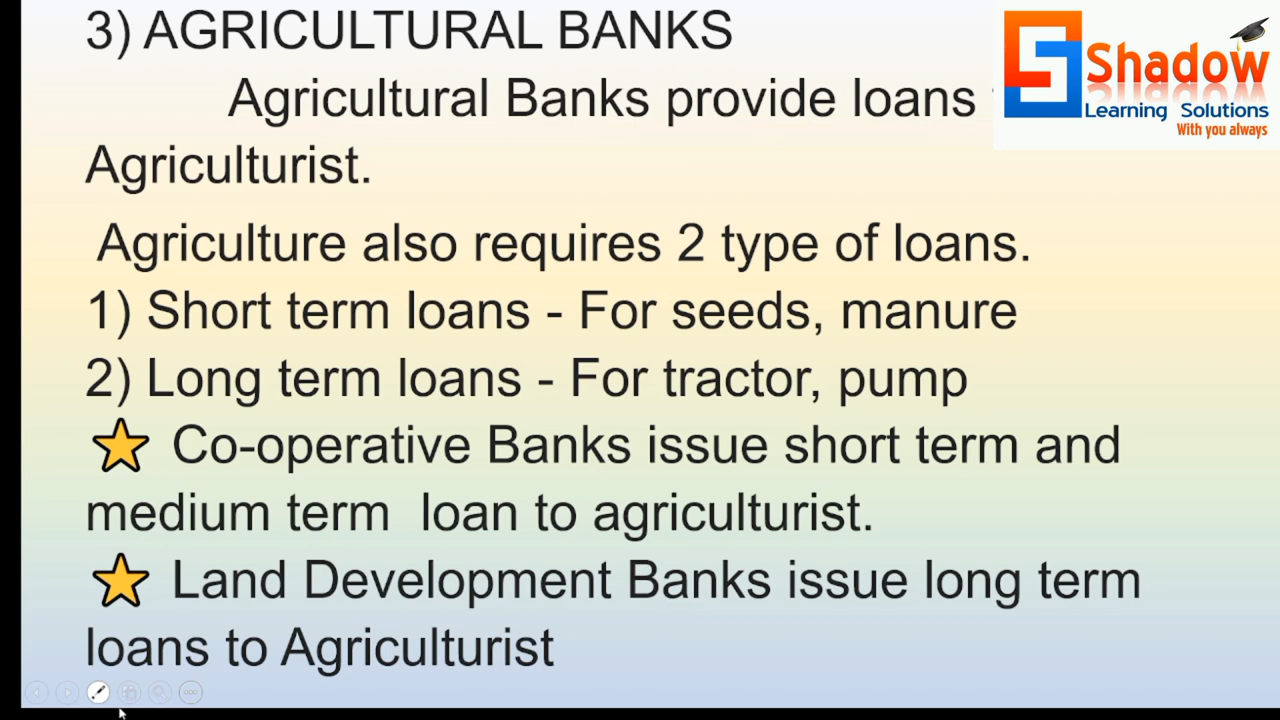 3) AGRICULTURAL BANKS
Agricultural Banks provide loans
Agriculturist.
Agriculture also requires 2 type of loans.
1) Short term loans - For seeds, manure
2) Long term loans - For tractor, pump
Co-operative Banks issue short term and
medium term loan to agriculturist.
Land Development Banks issue long term
loans to Agriculturist
Shadow
Learning Solutions
With you always